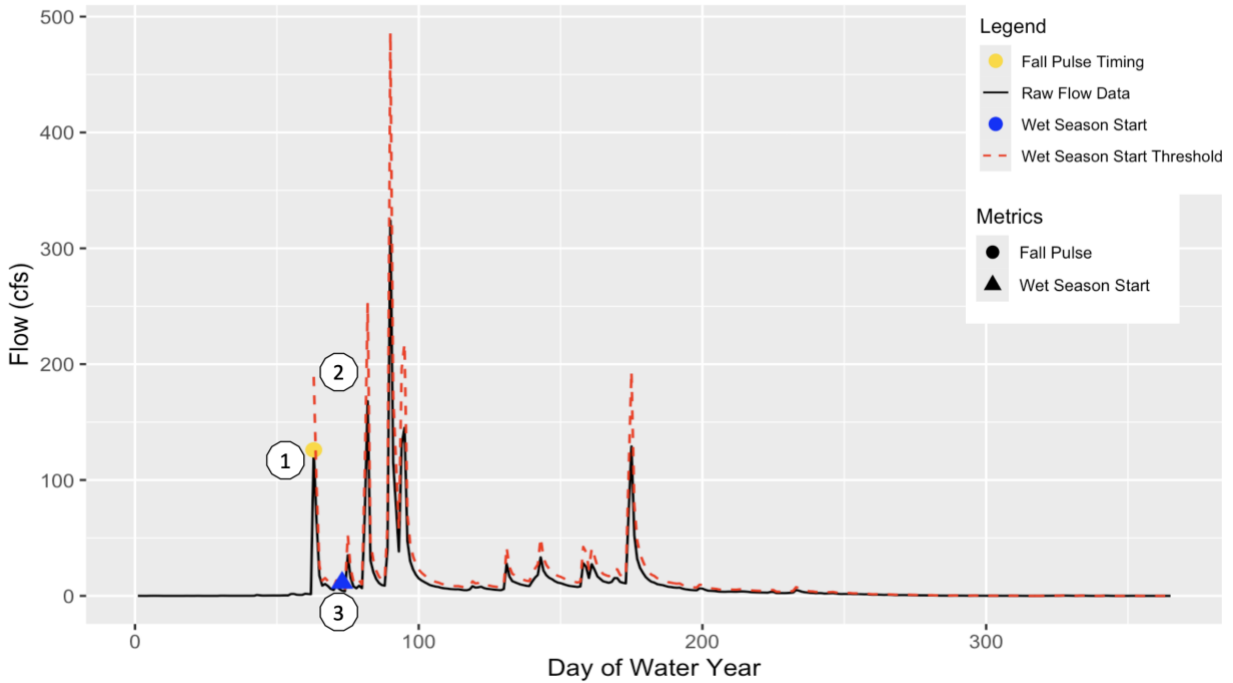 500
400
300
200
100
0
Flow (cfs)
1
2
3
0
100
200
300
Day of Water Year
Legend
Fall Pulse Timing
Raw Flow Data
Wet Season Start
Wet Season Start Threshold
Metrics
Fall Pulse
Wet Season Start